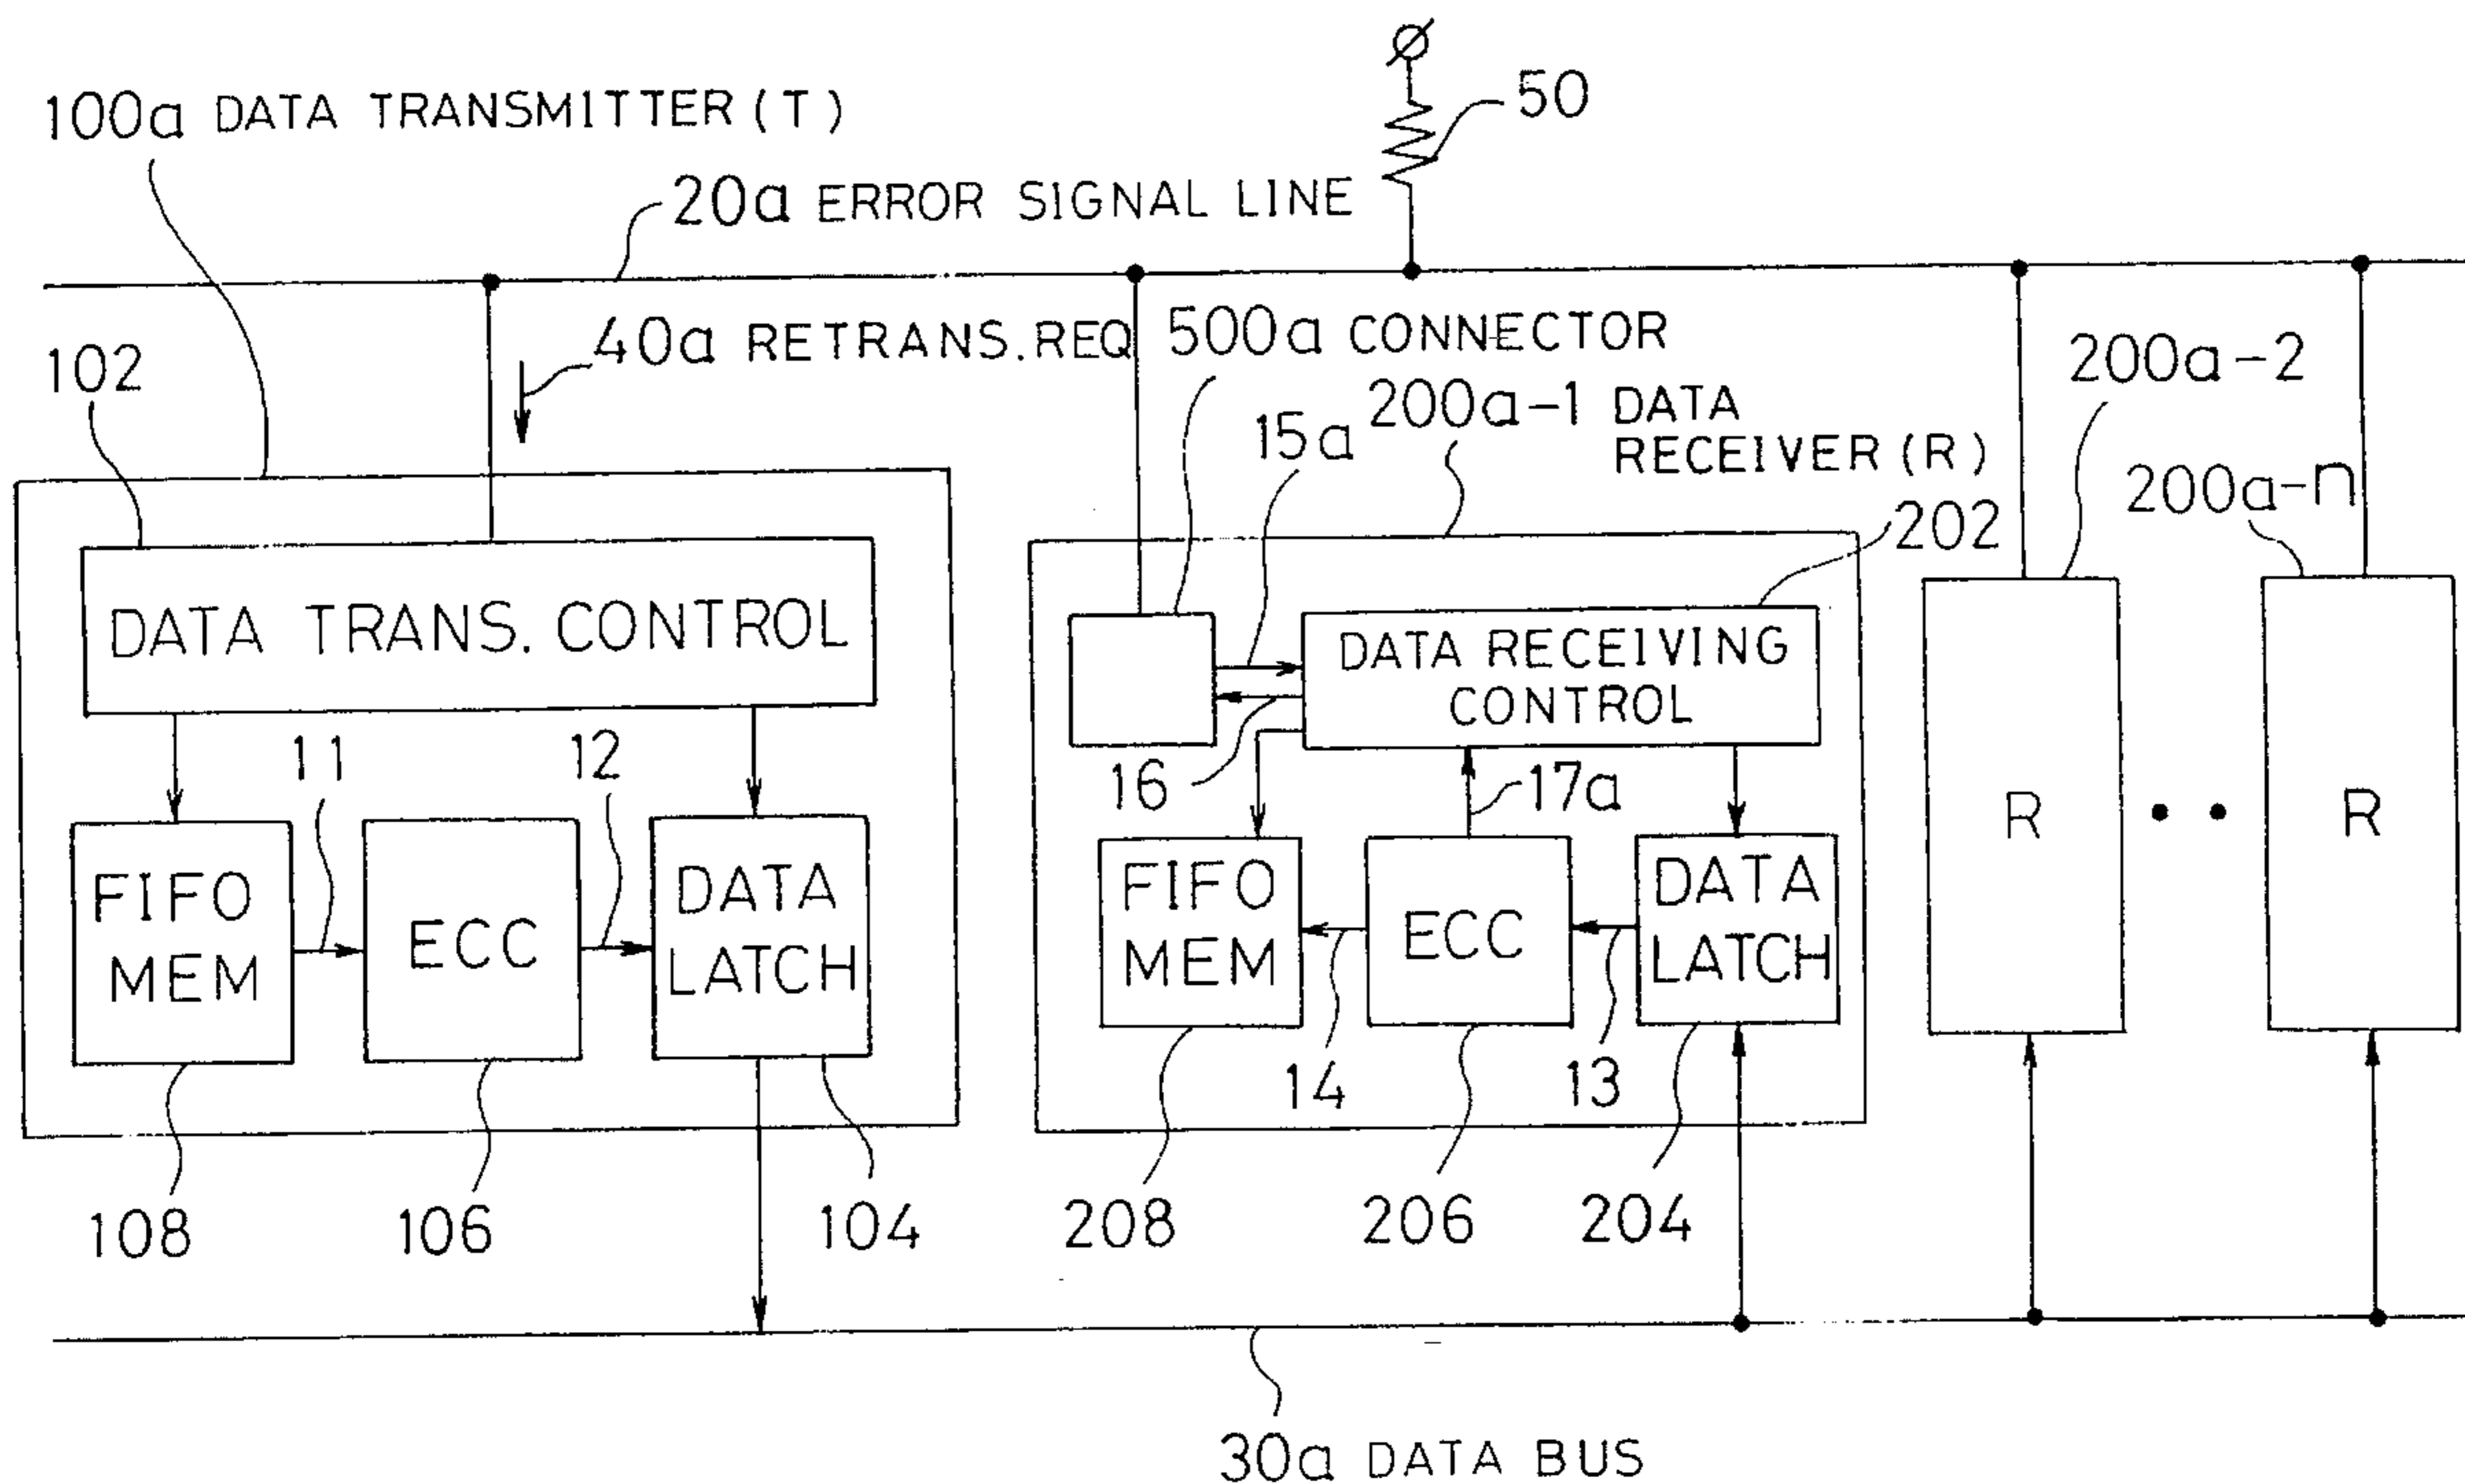 100a DATA TRANSMITTER (T)
50
20a ERROR SIGNAL LINE
40a RETRANS.REQ
500a CONNECTOR
102
200a-1 DATA
RECEIVER (R)
200a-2
15a
200a-n
202
DATA TRANS. CONTROL
DATA RECEIVING
CONTROL
11
12
16
17a
R
• •
R
FIFO
MEM
ECC
DATA
LATCH
FIFO
MEM
ECC
DATA
LATCH
14
13
108
106
104
208
206
204
30a DATA BUS